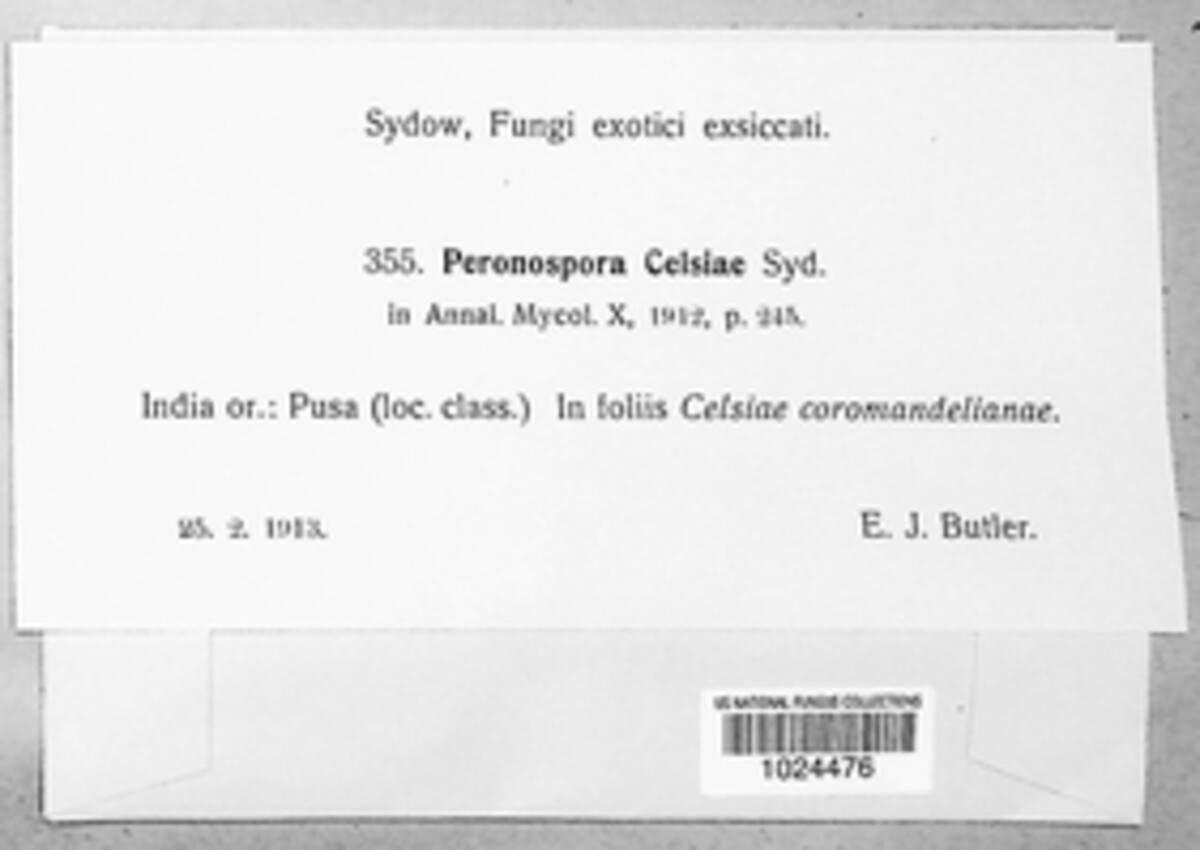 Sydow, Fungi exotici exsiccati.
355. Peronospora Celsiae Syd.
in Annal. Mycol. X, 1912, p. 245.
India or.: Pusa (loc. class.) In foliis Celsiae coromandelianae.
25. 2. 1913.
E. J. Butler.
US NATIONAL FUNGUS COLLECTIONS
1024476